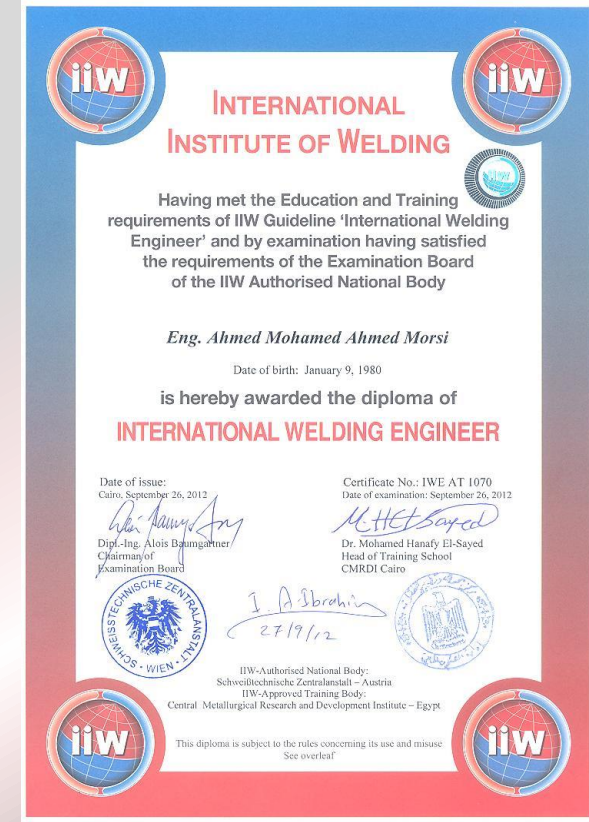 iiw
iiw
INTERNATIONAL
INSTITUTE OF WELDING
IIW
Having met the Education and Training
requirements of IIW Guideline ‘International Welding
Engineer’ and by examination having satisfied
the requirements of the Examination Board
of the IIW Authorised National Body
Eng. Ahmed Mohamed Ahmed Morsi
Date of birth: January 9, 1980
is hereby awarded the diploma of
INTERNATIONAL WELDING ENGINEER
Date of issue:
Cairo, September 26, 2012
Certificate No.: IWE AT 1070
Date of examination: September 26, 2012
M. H El Sayed
Dipl.-Ing. Alois Baumgartner
Chairman of
Examination Board
Dr. Mohamed Hanafy El-Sayed
Head of Training School
CMRDI Cairo
SCHWEISSTECHNISCHE ZENTRALANSTALT
· WIEN ·
I. A. Ibrahim
27/9/12
IIW-Authorised National Body:
Schweißtechnische Zentralanstalt – Austria
IIW-Approved Training Body:
Central Metallurgical Research and Development Institute – Egypt
This diploma is subject to the rules concerning its use and misuse
See overleaf
iiw
iiw